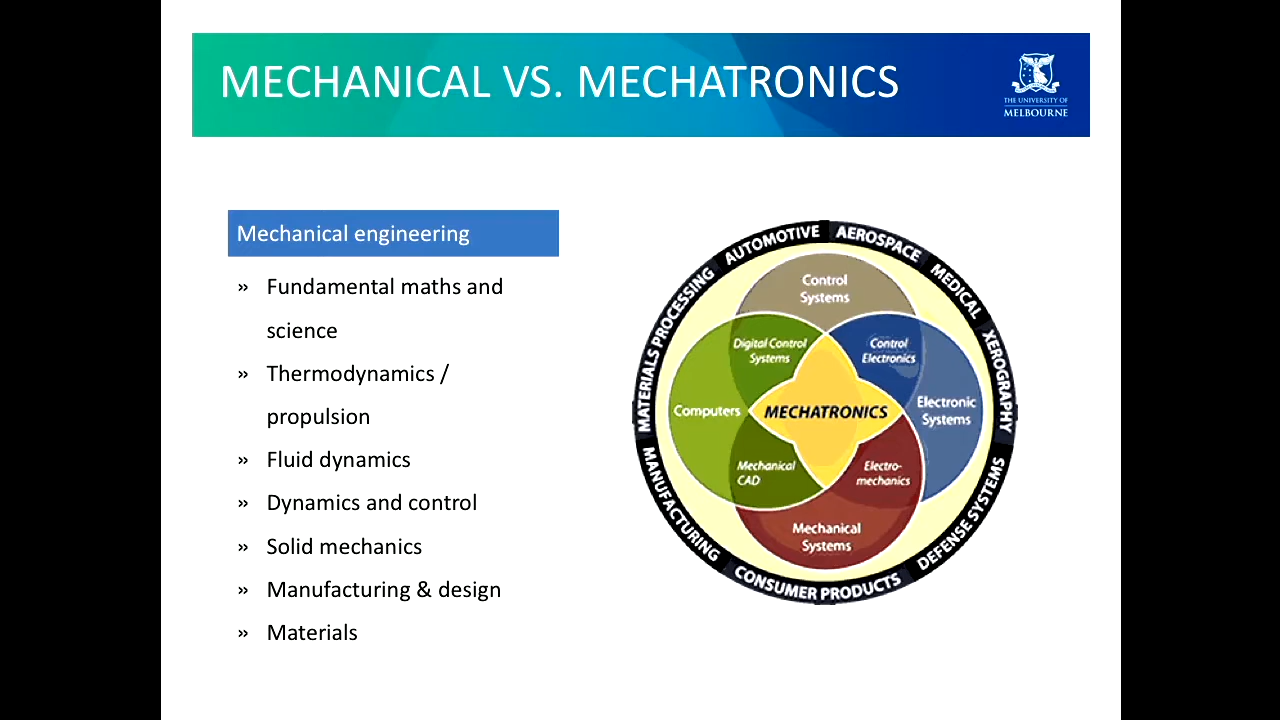 MECHANICAL VS. MECHATRONICS
THE UNIVERSITY OF
MELBOURNE
Mechanical engineering
» Fundamental maths and
science
» Thermodynamics /
propulsion
» Fluid dynamics
» Dynamics and control
» Solid mechanics
» Manufacturing & design
» Materials
MATERIALS PROCESSING
AUTOMOTIVE
AEROSPACE
MEDICAL
XEROGRAPHY
DEFENSE SYSTEMS
CONSUMER PRODUCTS
MANUFACTURING
Control
Systems
Digital Control
Systems
Control
Electronics
Computers
MECHATRONICS
Electronic
Systems
Mechanical
CAD
Electro-
mechanics
Mechanical
Systems